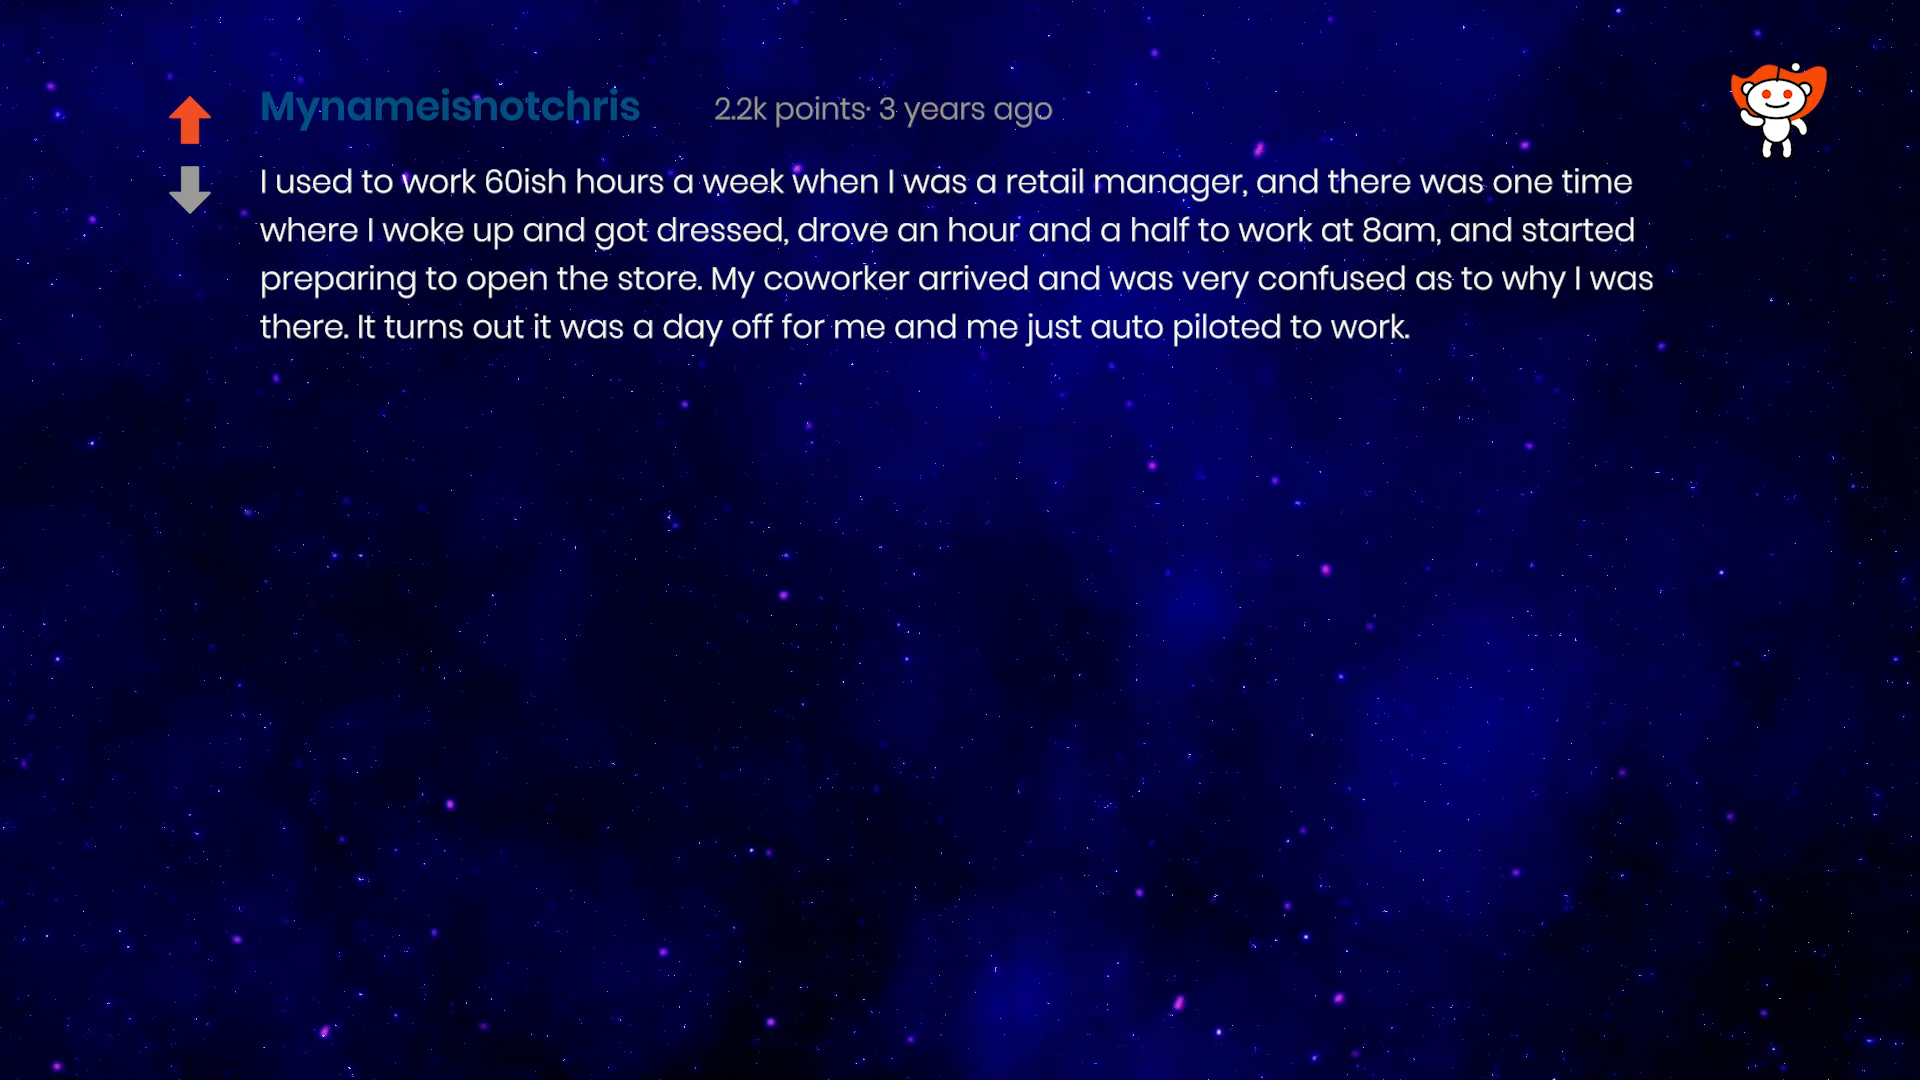 Mynameisnotchris 2.2k points· 3 years ago
I used to work 60ish hours a week when I was a retail manager, and there was one time
where I woke up and got dressed, drove an hour and a half to work at 8am, and started
preparing to open the store. My coworker arrived and was very confused as to why I was
there. It turns out it was a day off for me and me just auto piloted to work.